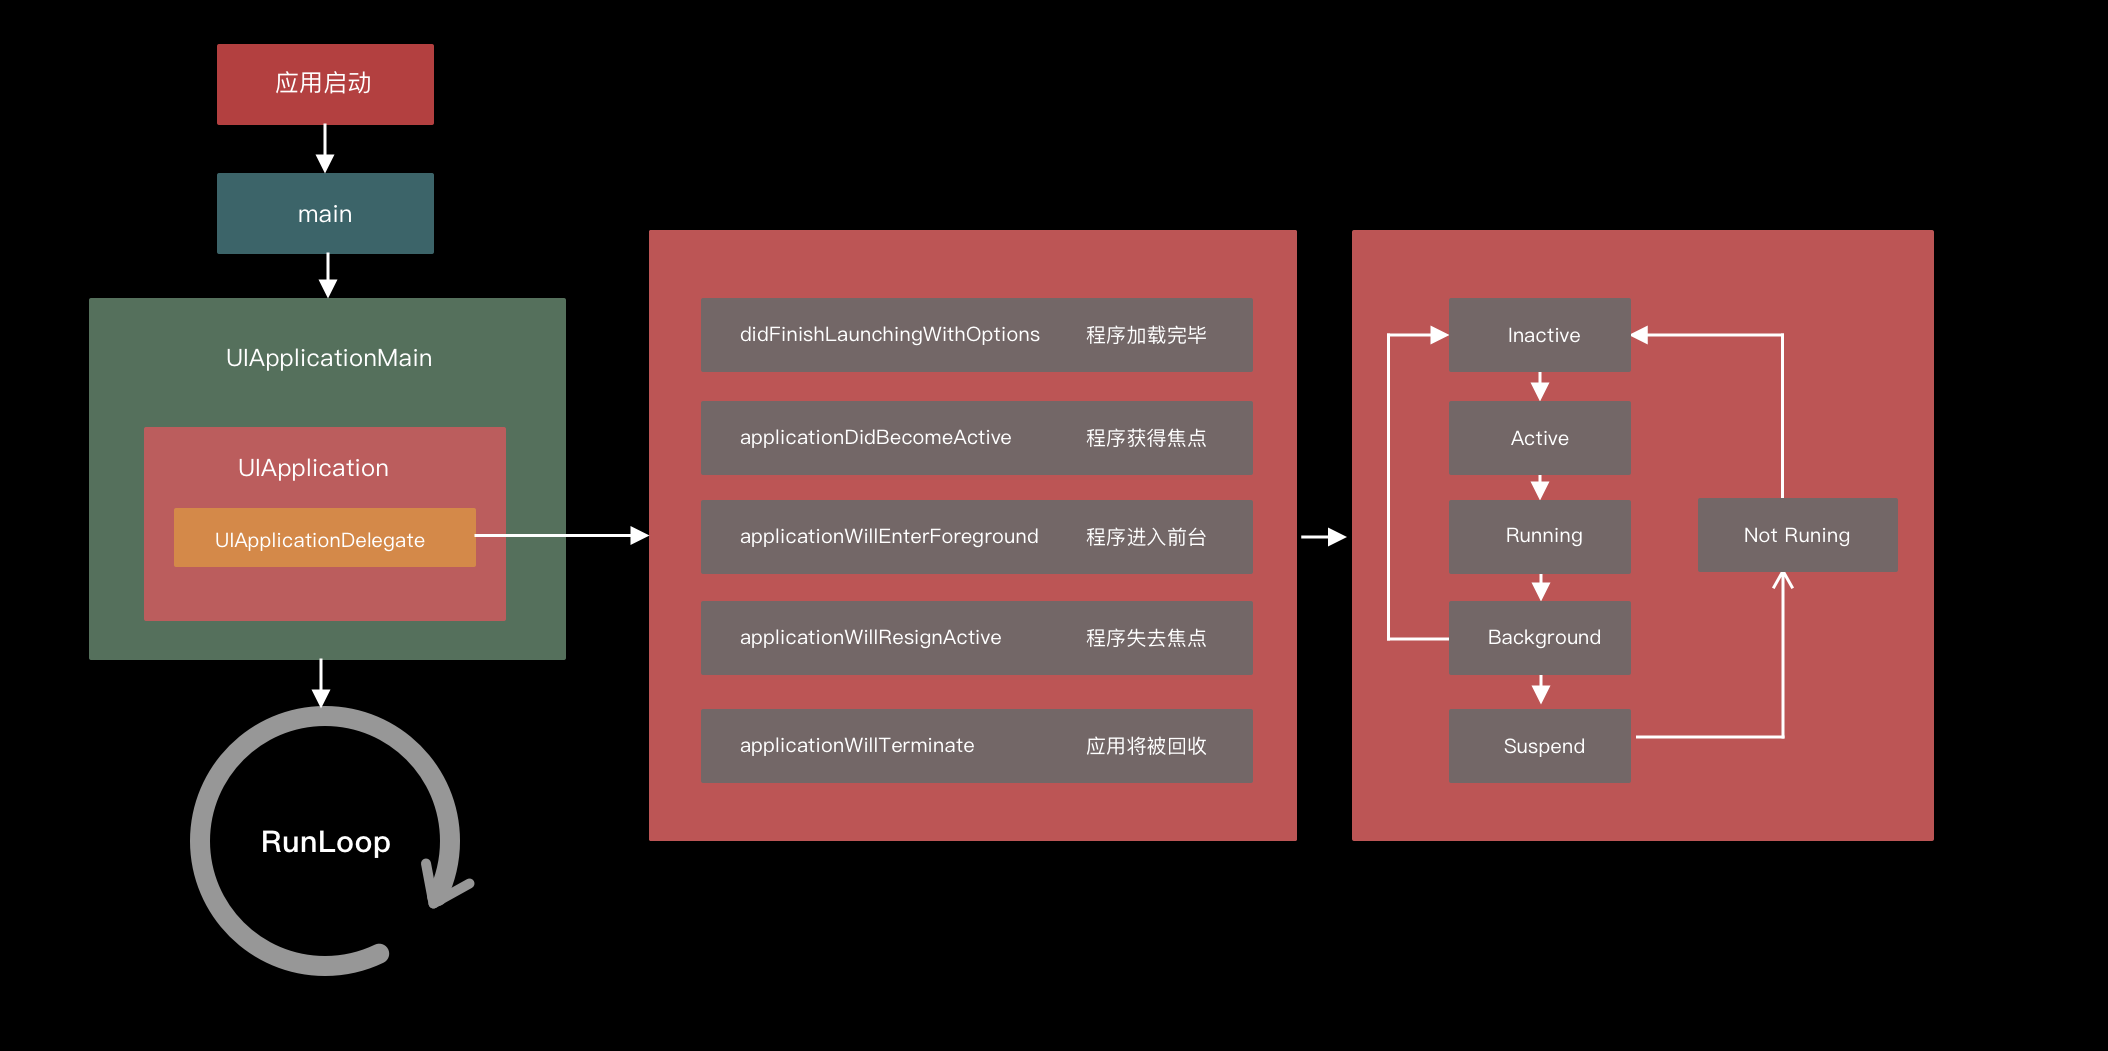 应用启动
main
UIApplicationMain
UIApplication
UIApplicationDelegate
RunLoop
didFinishLaunchingWithOptions 程序加载完毕
applicationDidBecomeActive 程序获得焦点
applicationWillEnterForeground 程序进入前台
applicationWillResignActive 程序失去焦点
applicationWillTerminate 应用将被回收
Inactive
Active
Running
Background
Suspend
Not Runing